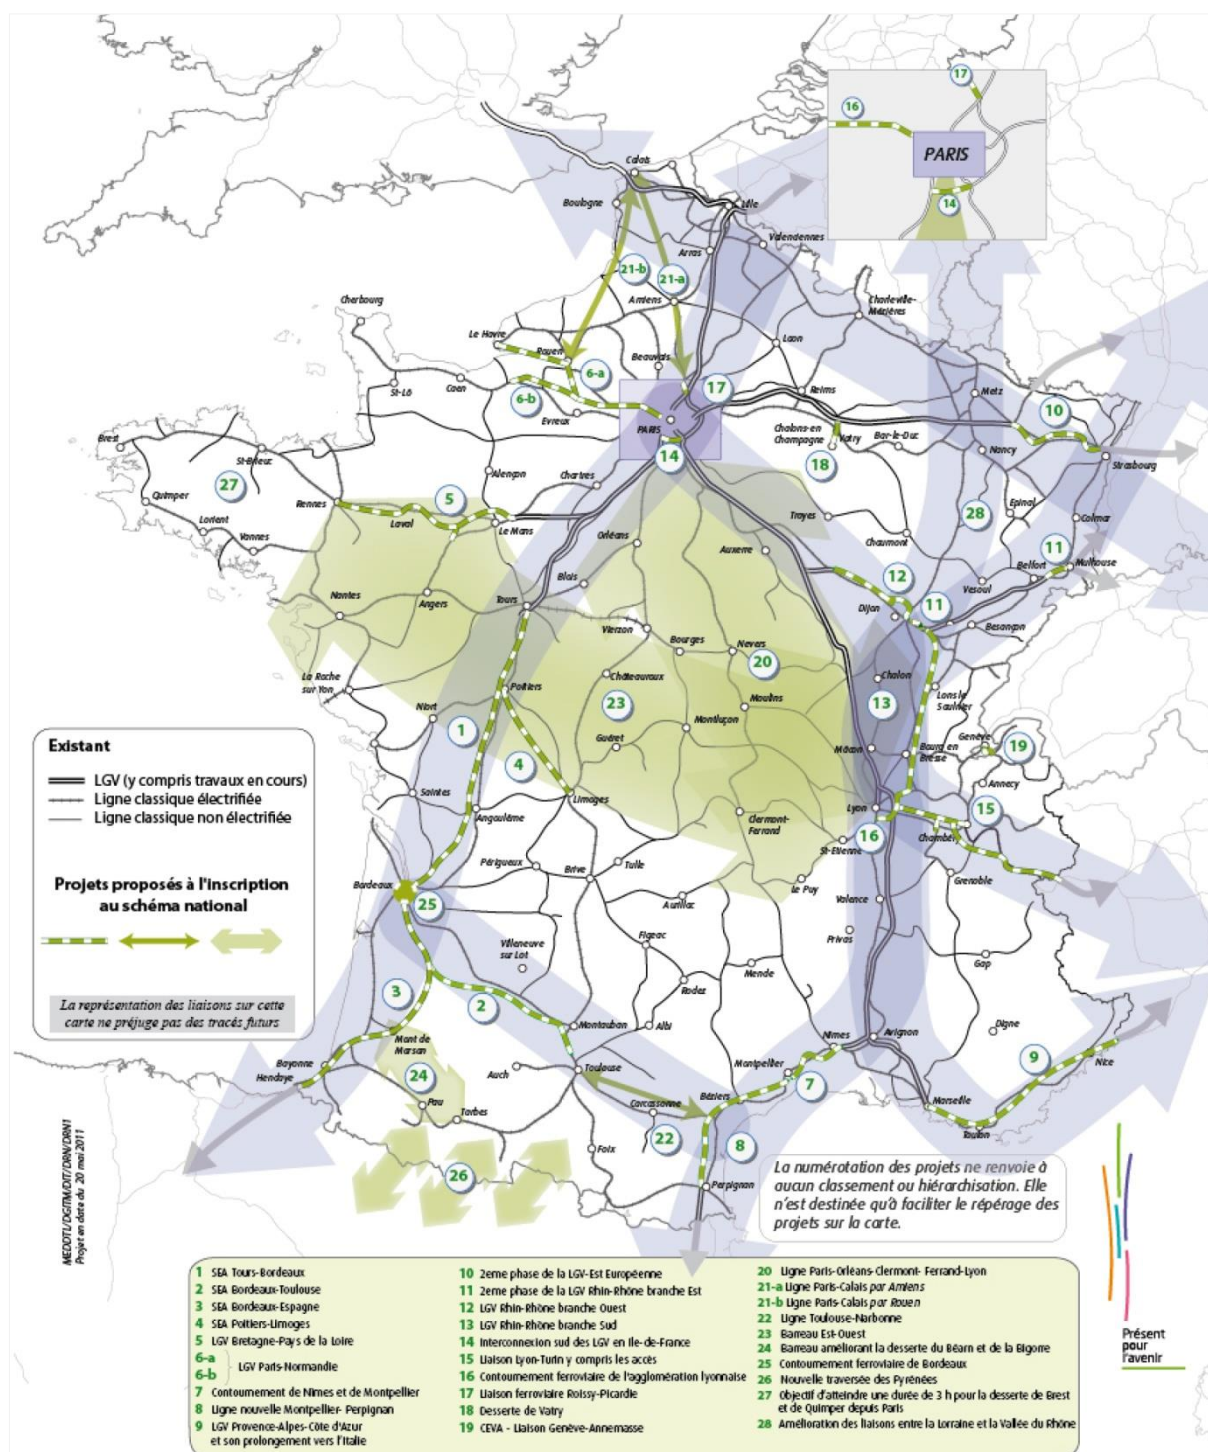 17
16
PARIS
14
Calais
Boulogne
Lille
Valenciennes
Arras
21-b
21-a
Amiens
Charleville-
Mézières
Cherbourg
Le Havre
Rouen
Beauvais
Laon
6-a
17
Reims
Metz
St-Lô
Caen
6-b
Evreux
PARIS
10
Châlons-en
Champagne
Vatry
Bar-le-Duc
Nancy
Strasbourg
Brest
St-Brieuc
14
18
27
Alençon
Chartres
Quimper
Rennes
5
Laval
Le Mans
Troyes
28
Epinal
Colmar
Lorient
Vannes
Orléans
Auxerre
Chaumont
11
Mulhouse
Belfort
Blois
12
Vesoul
Nantes
Angers
Tours
Dijon
11
Besançon
Vierzon
Bourges
Nevers
20
La Roche
sur Yon
Châteauroux
Chalon
Poitiers
23
Moulins
13
Lons le
Saulnier
Niort
1
Montluçon
Genève
19
Guéret
Mâcon
Bourg en
Bresse
4
Annecy
Saintes
Limoges
Lyon
15
Angoulême
Clermont-
Ferrand
16
Chambéry
St-Etienne
Périgueux
Tulle
Brive
Le Puy
Grenoble
Bordeaux
25
Aurillac
Valence
Villeneuve
sur Lot
Figeac
Privas
Mende
Gap
3
2
Rodez
Montauban
Albi
Nîmes
Avignon
Digne
Mont de
Marsan
Bayonne
Hendaye
Auch
Toulouse
Montpellier
7
9
Nice
24
Pau
Tarbes
Carcassonne
Béziers
Marseille
Toulon
22
8
26
Foix
Perpignan
Existant
LGV (y compris travaux en cours)
Ligne classique électrifiée
Ligne classique non électrifiée
Projets proposés à l'inscription
au schéma national
La représentation des liaisons sur cette
carte ne préjuge pas des tracés futurs
MEDDTL/DGITM/DIT/DRN/DRN1
Projet en date du 20 mai 2011
La numérotation des projets ne renvoie à
aucun classement ou hiérarchisation. Elle
n'est destinée qu'à faciliter le répérage des
projets sur la carte.
1 SEA Tours-Bordeaux
2 SEA Bordeaux-Toulouse
3 SEA Bordeaux-Espagne
4 SEA Poitiers-Limoges
5 LGV Bretagne-Pays de la Loire
6-a
6-b
LGV Paris-Normandie
7 Contournement de Nîmes et de Montpellier
8 Ligne nouvelle Montpellier- Perpignan
9 LGV Provence-Alpes-Côte d'Azur
et son prolongement vers l'Italie
10 2eme phase de la LGV-Est Européenne
11 2eme phase de la LGV Rhin-Rhône branche Est
12 LGV Rhin-Rhône branche Ouest
13 LGV Rhin-Rhône branche Sud
14 Interconnexion sud des LGV en Ile-de-France
15 Liaison Lyon-Turin y compris les accès
16 Contournement ferroviaire de l'agglomération lyonnaise
17 Liaison ferroviaire Roissy-Picardie
18 Desserte de Vatry
19 CEVA - Liaison Genève-Annemasse
20 Ligne Paris-Orléans-Clermont- Ferrand-Lyon
21-a Ligne Paris-Calais par Amiens
21-b Ligne Paris-Calais par Rouen
22 Ligne Toulouse-Narbonne
23 Barreau Est-Ouest
24 Barreau améliorant la desserte du Béarn et de la Bigorre
25 Contournement ferroviaire de Bordeaux
26 Nouvelle traversée des Pyrénées
27 Objectif d'atteindre une durée de 3 h pour la desserte de Brest
et de Quimper depuis Paris
28 Amélioration des liaisons entre la Lorraine et la Vallée du Rhône
Présent
pour
l'avenir